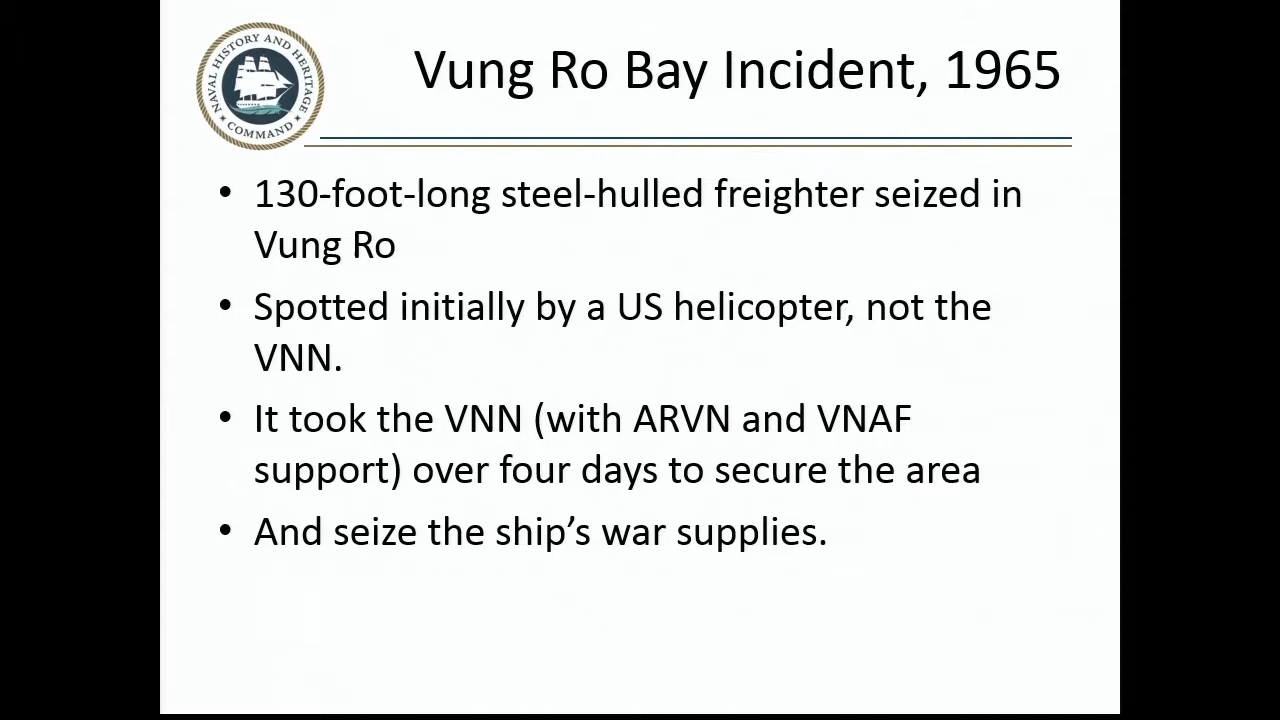 NAVAL HISTORY AND HERITAGE
★ COMMAND ★
Vung Ro Bay Incident, 1965
• 130-foot-long steel-hulled freighter seized in
Vung Ro
• Spotted initially by a US helicopter, not the
VNN.
• It took the VNN (with ARVN and VNAF
support) over four days to secure the area
• And seize the ship’s war supplies.